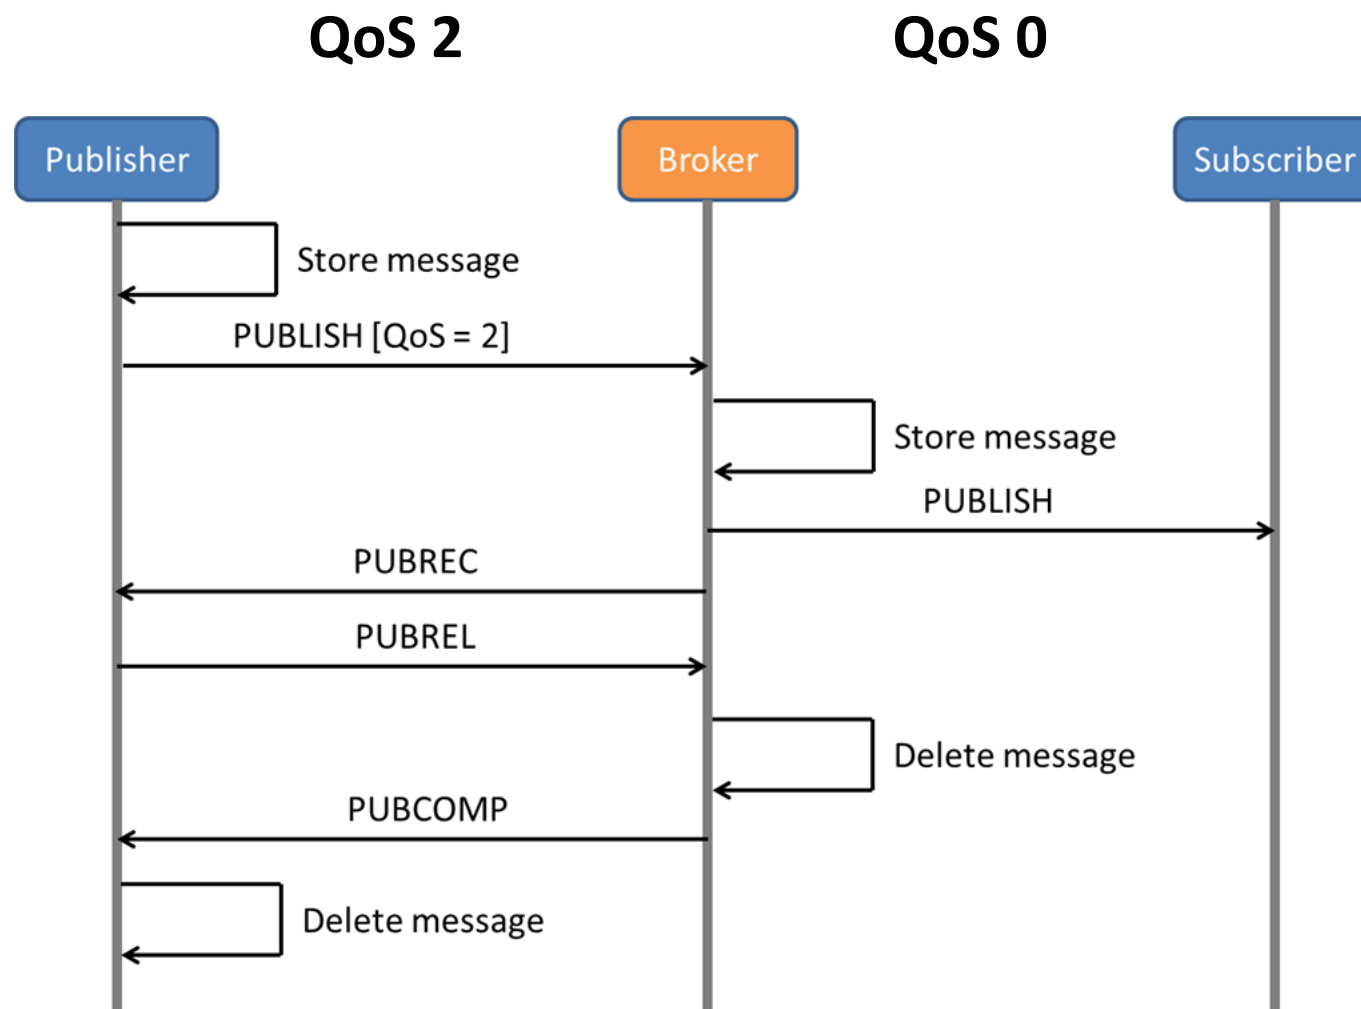 QoS 2
QoS 0
Publisher
Broker
Subscriber
Store message
PUBLISH [QoS = 2]
Store message
PUBLISH
PUBREC
PUBREL
Delete message
PUBCOMP
Delete message